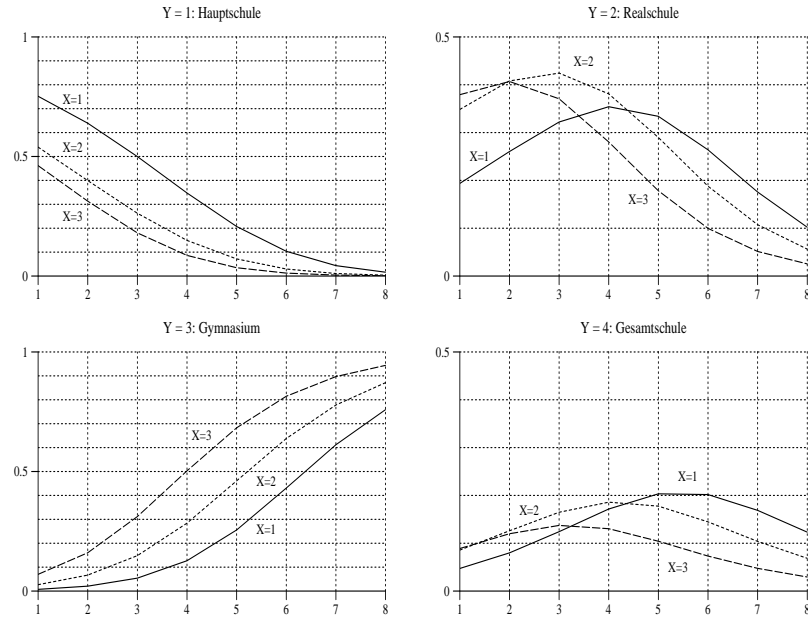 Y = 1: Hauptschule
1
0.5
0
X=1
X=2
X=3
1 2 3 4 5 6 7 8
Y = 2: Realschule
0.5
0
X=2
X=1
X=3
1 2 3 4 5 6 7 8
Y = 3: Gymnasium
1
0.5
0
X=3
X=2
X=1
1 2 3 4 5 6 7 8
Y = 4: Gesamtschule
0.5
0
X=1
X=2
X=3
1 2 3 4 5 6 7 8